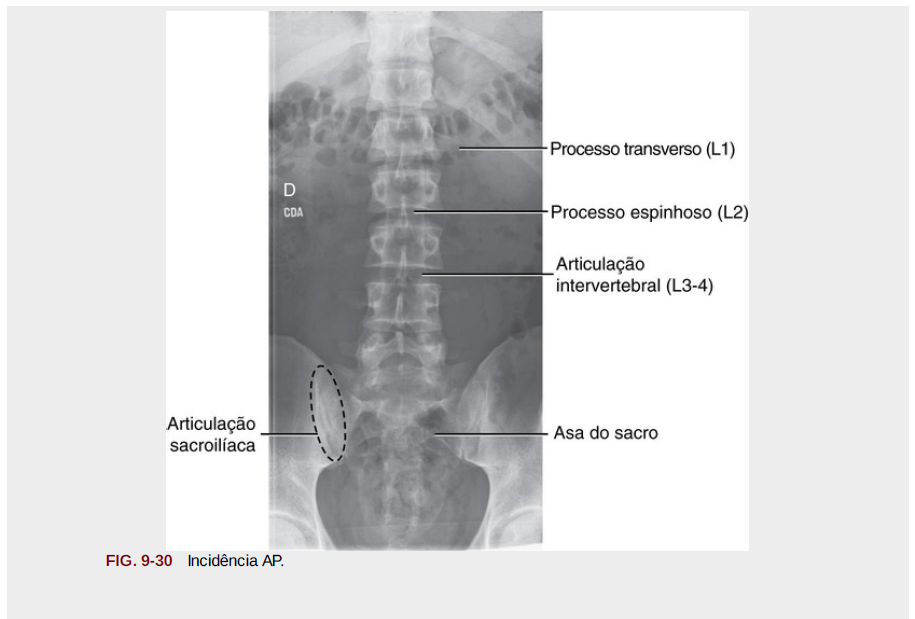 Processo transverso (L1)
D
CDA
Processo espinhoso (L2)
Articulação
intervertebral (L3-4)
Articulação
sacroilíaca
Asa do sacro
FIG. 9-30 Incidência AP.